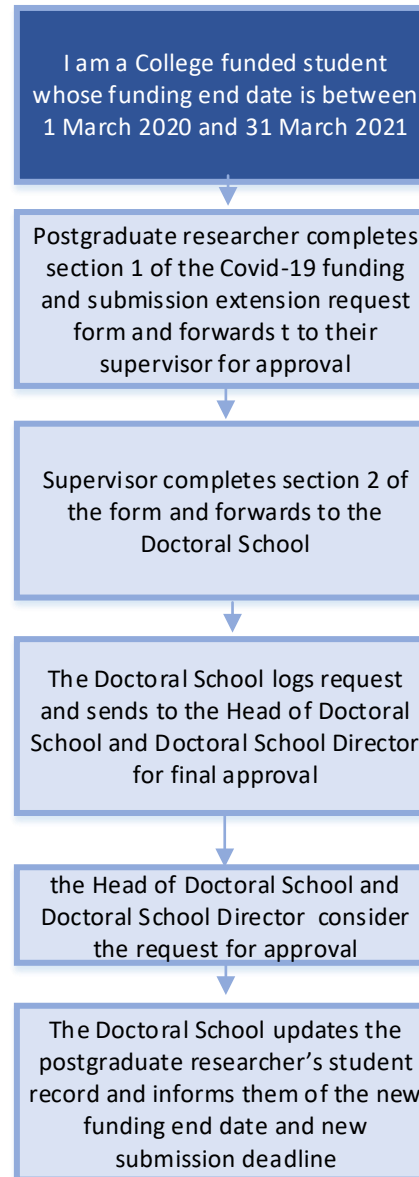 I am a College funded student
whose funding end date is between
1 March 2020 and 31 March 2021
Postgraduate researcher completes
section 1 of the Covid-19 funding
and submission extension request
form and forwards t to their
supervisor for approval
Supervisor completes section 2 of
the form and forwards to the
Doctoral School
The Doctoral School logs request
and sends to the Head of Doctoral
School and Doctoral School Director
for final approval
the Head of Doctoral School and
Doctoral School Director consider
the request for approval
The Doctoral School updates the
postgraduate researcher’s student
record and informs them of the new
funding end date and new
submission deadline